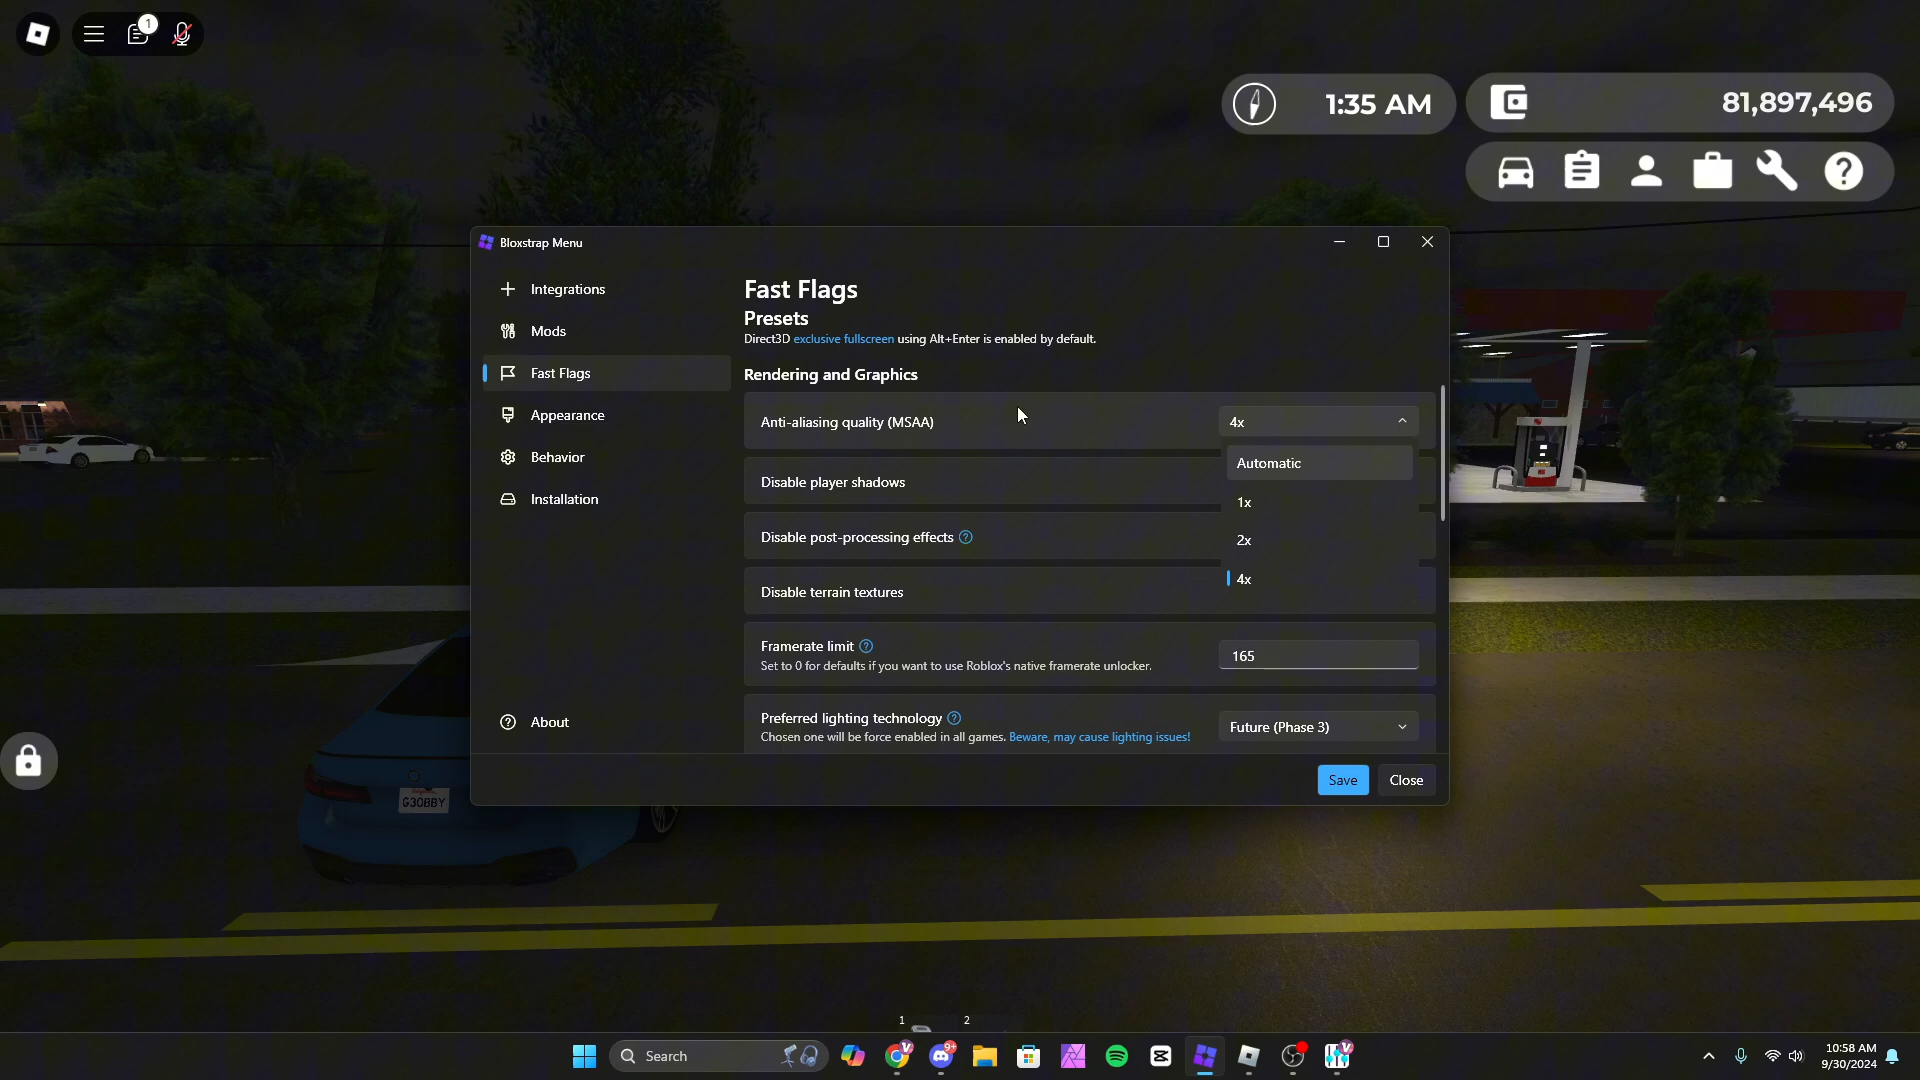 1
1:35 AM
81,897,496
Bloxstrap Menu
Integrations
Mods
Fast Flags
Appearance
Behavior
Installation
About
Fast Flags
Presets
Direct3D exclusive fullscreen using Alt+Enter is enabled by default.
Rendering and Graphics
Anti-aliasing quality (MSAA)
4x
Automatic
1x
2x
4x
Disable player shadows
Disable post-processing effects
Disable terrain textures
Framerate limit
Set to 0 for defaults if you want to use Roblox's native framerate unlocker.
165
Preferred lighting technology
Chosen one will be force enabled in all games. Beware, may cause lighting issues!
Future (Phase 3)
Save
Close
G30BBY
1
2
Search
V
9+
V
10:58 AM
9/30/2024